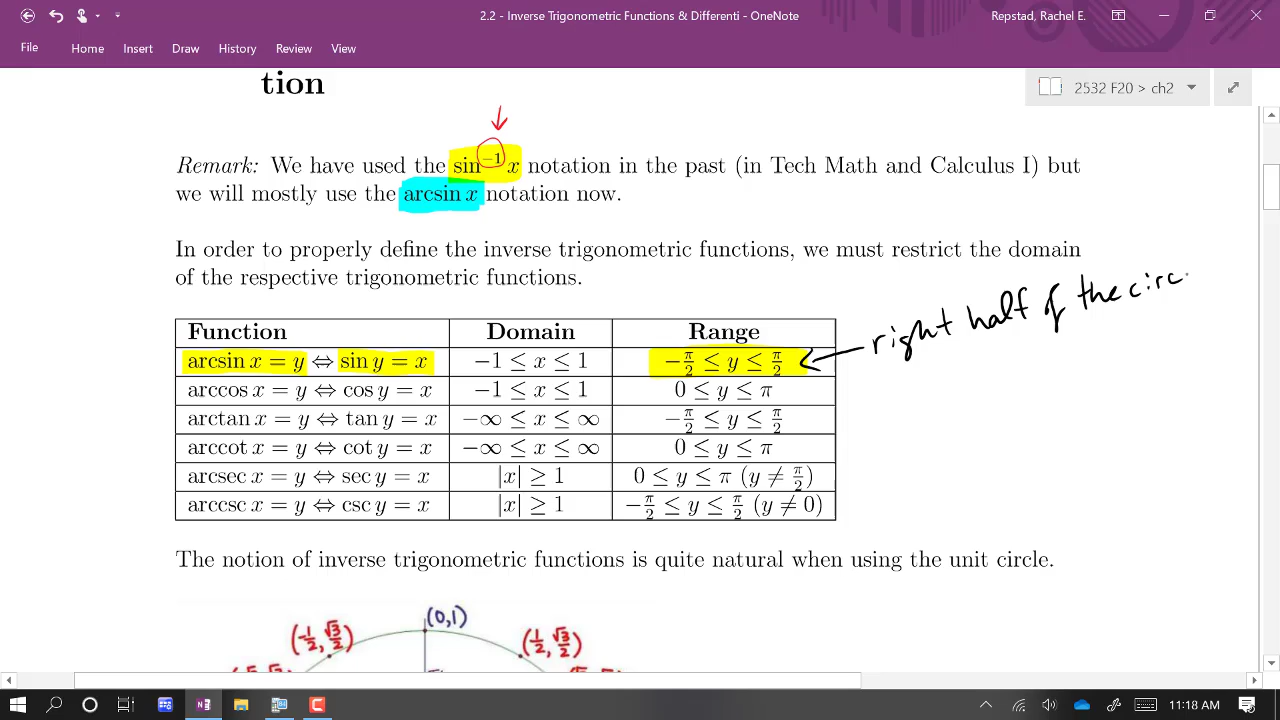 2.2 - Inverse Trigonometric Functions & Differenti - OneNote
Repstad, Rachel E.
File Home Insert Draw History Review View
tion
2532 F20 > ch2
Remark: We have used the sin⁻¹ x notation in the past (in Tech Math and Calculus I) but
we will mostly use the arcsin x notation now.
In order to properly define the inverse trigonometric functions, we must restrict the domain
of the respective trigonometric functions.
right half of the circ
Function Domain Range
arcsin x = y ⇔ sin y = x −1 ≤ x ≤ 1 −π/2 ≤ y ≤ π/2
arccos x = y ⇔ cos y = x −1 ≤ x ≤ 1 0 ≤ y ≤ π
arctan x = y ⇔ tan y = x −∞ ≤ x ≤ ∞ −π/2 ≤ y ≤ π/2
arccot x = y ⇔ cot y = x −∞ ≤ x ≤ ∞ 0 ≤ y ≤ π
arcsec x = y ⇔ sec y = x |x| ≥ 1 0 ≤ y ≤ π (y ≠ π/2)
arccsc x = y ⇔ csc y = x |x| ≥ 1 −π/2 ≤ y ≤ π/2 (y ≠ 0)
The notion of inverse trigonometric functions is quite natural when using the unit circle.
(0,1)
(-1/2, √3/2) (1/2, √3/2)
11:18 AM